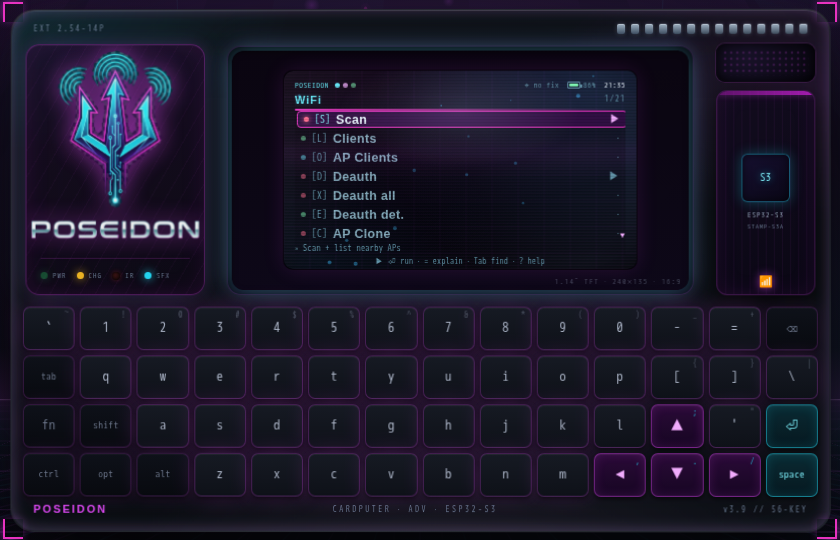 EXT 2.54-14P
POSEIDON
PWR CHG IR SFX
POSEIDON no fix 21:35
WiFi 1/21
[S] Scan
[L] Clients
[O] AP Clients
[D] Deauth
[X] Deauth all
[E] Deauth det.
[C] AP Clone
Scan + list nearby APs
run · = explain · Tab find · ? help
1.14" TFT 240×135 16:9
S3
ESP32-S3
STAMP-S3A
` 1 ! 2 @ 3 # 4 $ 5 % 6 ^ 7 & 8 * 9 ( 0 ) - _ = +
tab q w e r t y u i o p [ { ] } \ |
fn shift a s d f g h j k l ; ' "
ctrl opt alt z x c v b n m , . / space
POSEIDON CARDPUTER · ADV · ESP32-S3 v3.9 // S6-KEY